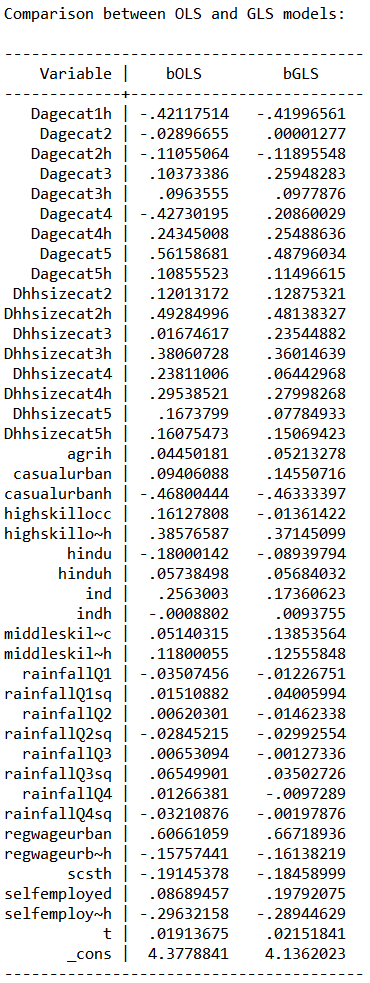 Comparison between OLS and GLS models:
----------------------------------------
Variable | bOLS bGLS
-------------+--------------------------
Dagecat1h | -.42117514 -.41996561
Dagecat2 | -.02896655 .00001277
Dagecat2h | -.11055064 -.11895548
Dagecat3 | .10373386 .25948283
Dagecat3h | .0963555 .0977876
Dagecat4 | -.42730195 .20860029
Dagecat4h | .24345008 .25488636
Dagecat5 | .56158681 .48796034
Dagecat5h | .10855523 .11496615
Dhhsizecat2 | .12013172 .12875321
Dhhsizecat2h | .49284996 .48138327
Dhhsizecat3 | .01674617 .23544882
Dhhsizecat3h | .38060728 .36014639
Dhhsizecat4 | .23811006 .06442968
Dhhsizecat4h | .29538521 .27998268
Dhhsizecat5 | .1673799 .07784933
Dhhsizecat5h | .16075473 .15069423
agrih | .04450181 .05213278
casualurban | .09406088 .14550716
casualurbanh | -.46800444 -.46333397
highskillocc | .16127808 -.01361422
highskillo~h | .38576587 .37145099
hindu | -.18000142 -.08939794
hinduh | .05738498 .05684032
ind | .2563003 .17360623
indh | -.0008802 .0093755
middleskil~c | .05140315 .13853564
middleskil~h | .11800055 .12555848
rainfallQ1 | -.03507456 -.01226751
rainfallQ1sq | .01510882 .04005994
rainfallQ2 | .00620301 -.01462338
rainfallQ2sq | -.02845215 -.02992554
rainfallQ3 | .00653094 -.00127336
rainfallQ3sq | .06549901 .03502726
rainfallQ4 | .01266381 -.0097289
rainfallQ4sq | -.03210876 -.00197876
regwageurban | .60661059 .66718936
regwageurb~h | -.15757441 -.16138219
scsth | -.19145378 -.18458999
selfemployed | .08689457 .19792075
selfemploy~h | -.29632158 -.28944629
t | .01913675 .02151841
_cons | 4.3778841 4.1362023
----------------------------------------